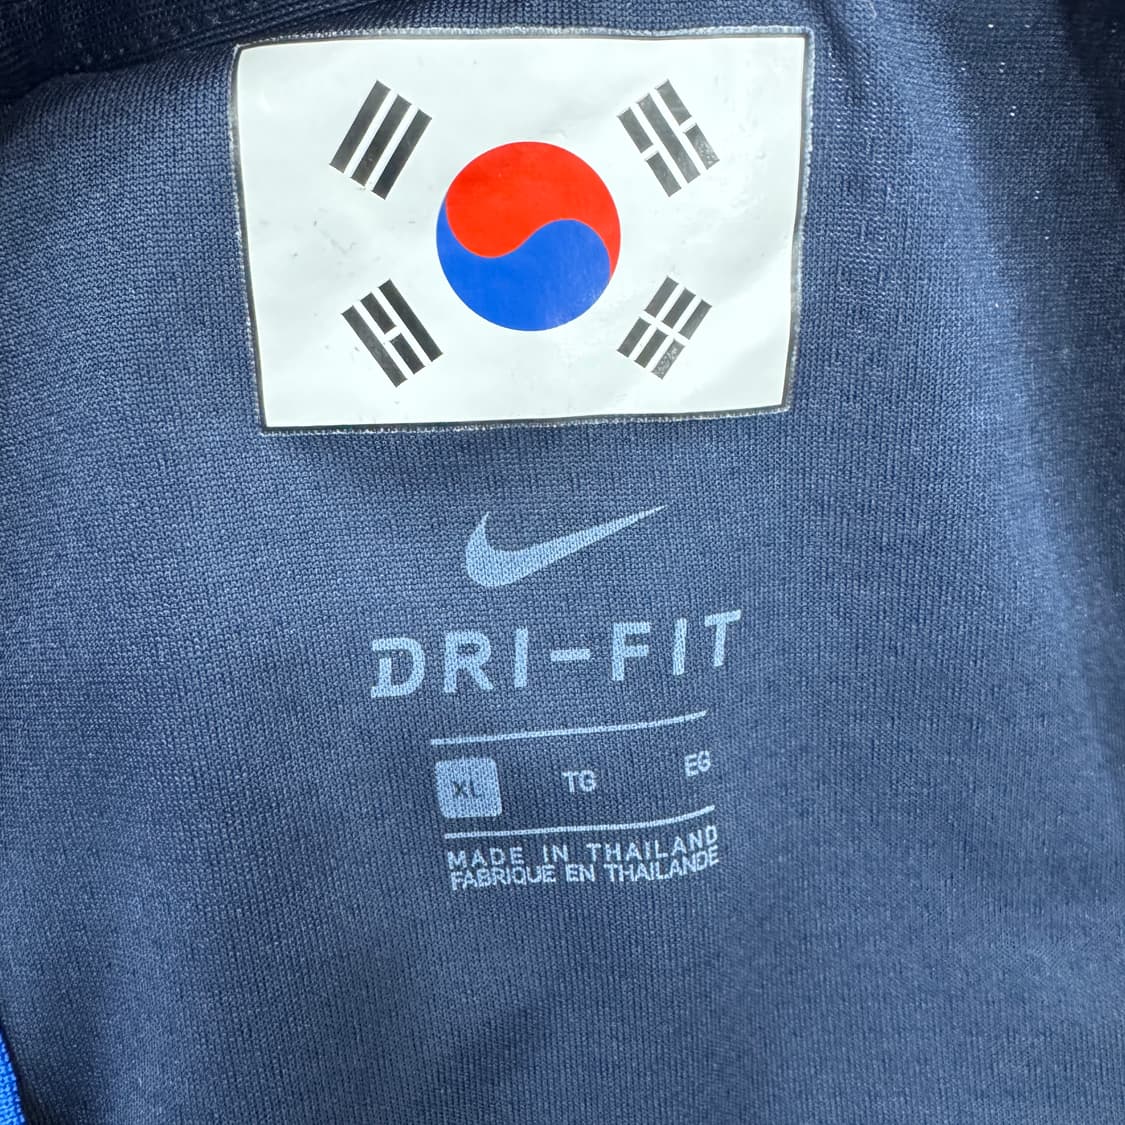 DRI-FIT
XL TG EG
MADE IN THAILAND
FABRIQUE EN THAILANDE